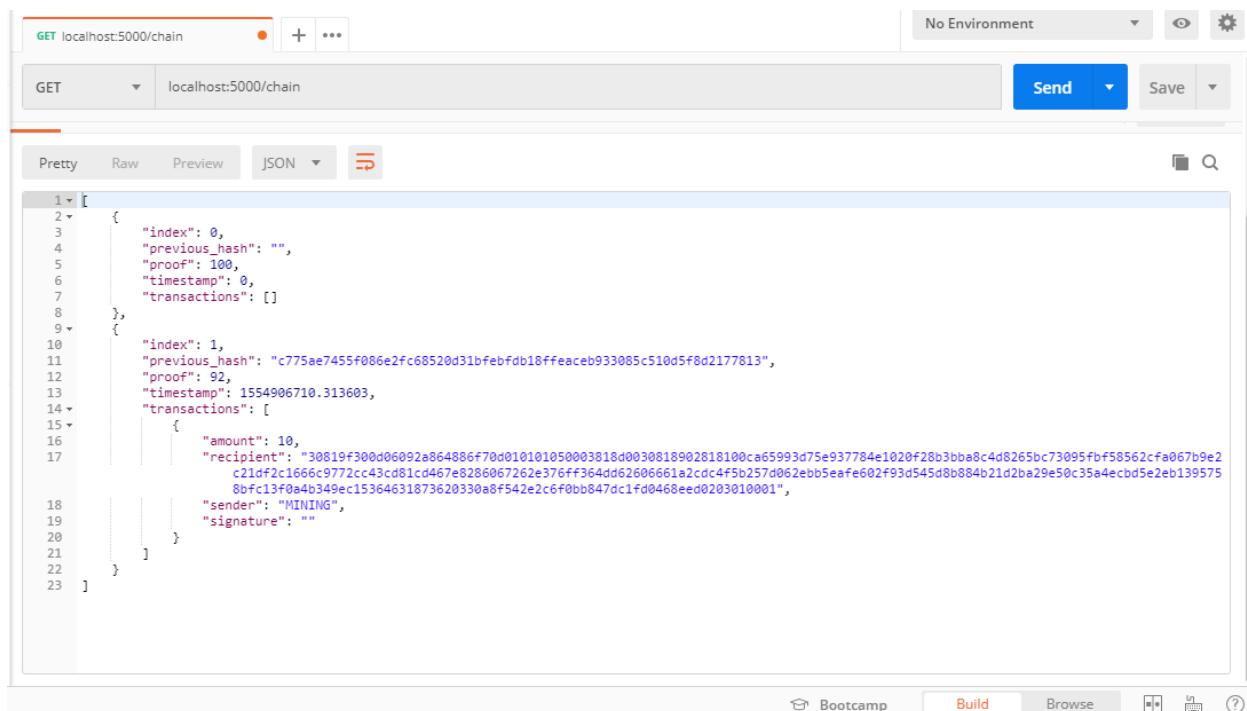 GET localhost:5000/chain
No Environment
GET
localhost:5000/chain
Send
Save
Pretty Raw Preview JSON
1 [
2 {
3 "index": 0,
4 "previous_hash": "",
5 "proof": 100,
6 "timestamp": 0,
7 "transactions": []
8 },
9 {
10 "index": 1,
11 "previous_hash": "c775ae7455f086e2fc68520d31bfebfdb18ffeaceb933085c510d5f8d2177813",
12 "proof": 92,
13 "timestamp": 1554906710.313603,
14 "transactions": [
15 {
16 "amount": 10,
17 "recipient": "30819f300d06092a864886f70d010101050003818d0030818902818100ca65993d75e937784e1020f28b3bba8c4d8265bc73095fbf58562cfa067b9e2
c21df2c1666c9772cc43cd81cd467e8286067262e376ff364dd62606661a2cdc4f5b257d062ebb5eafe602f93d545d8b884b21d2ba29e50c35a4ecbd5e2eb139575
8bfc13f0a4b349ec15364631873620330a8f542e2c6f0bb847dc1fd0468eed0203010001",
18 "sender": "MINING",
19 "signature": ""
20 }
21 ]
22 }
23 ]
Bootcamp Build Browse